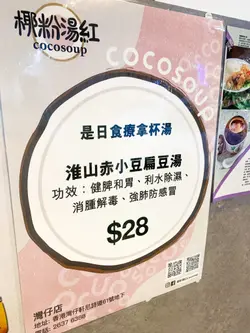 椰粉湯紅
cocosoup
COCOSOUP
是日食療拿杯湯
淮山赤小豆扁豆湯
功效：健脾和胃、利水除濕、
消腫解毒、強肺防感冒
$28
灣仔店